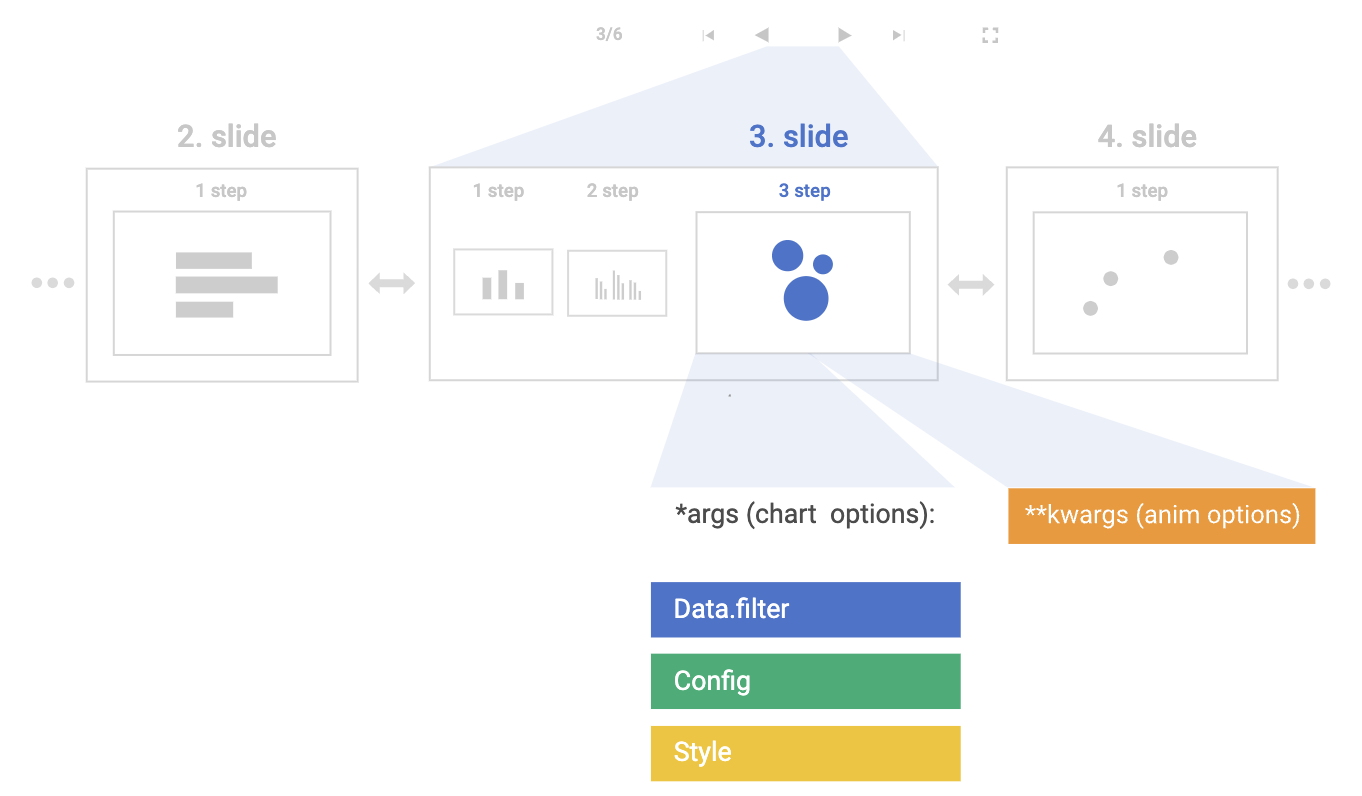 3/6
2. slide
3. slide
4. slide
1 step
1 step
2 step
3 step
1 step
*args (chart options):
**kwargs (anim options)
Data.filter
Config
Style